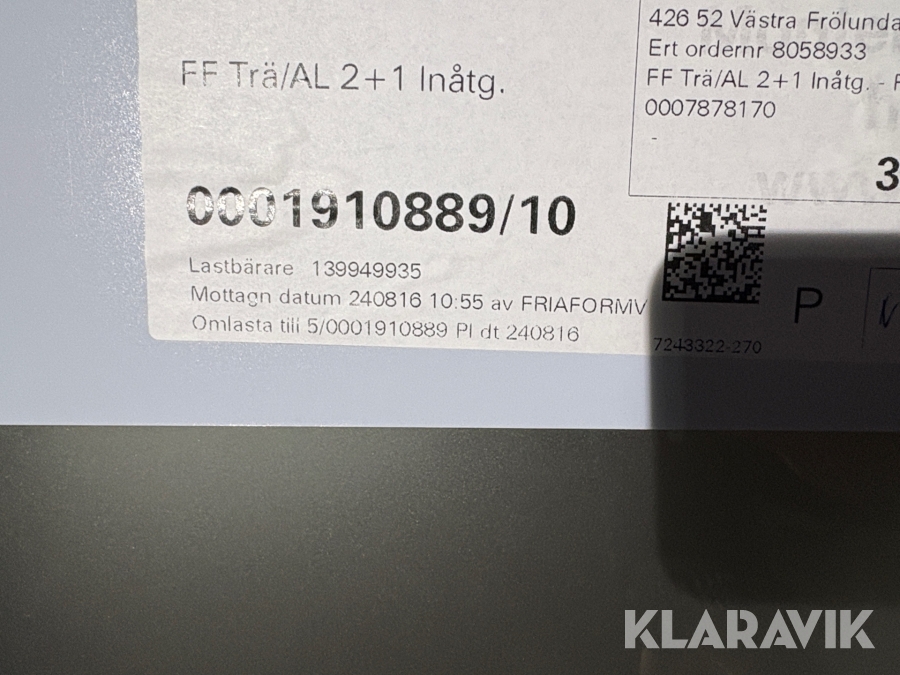 FF Trä/AL 2+1 Inåtg.
0001910889/10
Lastbärare 139949935
Mottagn datum 240816 10:55 av FRIAFORMV
Omlasta till 5/0001910889 Pl dt 240816
426 52 Västra Frölunda
Ert ordernr 8058933
FF Trä/AL 2+1 Inåtg. - F
0007878170
-
3
P
7243322-270
KLARAVIK